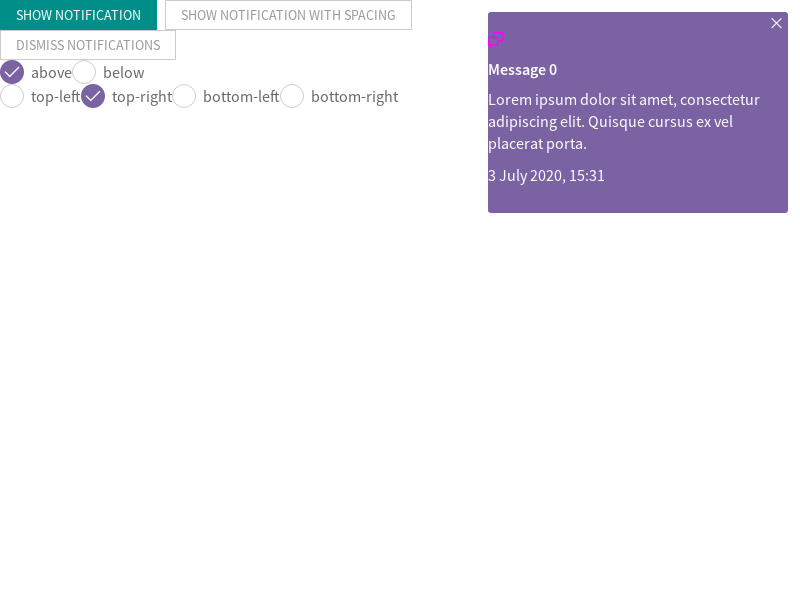 SHOW NOTIFICATION SHOW NOTIFICATION WITH SPACING
DISMISS NOTIFICATIONS
above below
top-left top-right bottom-left bottom-right
Message 0
Lorem ipsum dolor sit amet, consectetur
adipiscing elit. Quisque cursus ex vel
placerat porta.
3 July 2020, 15:31